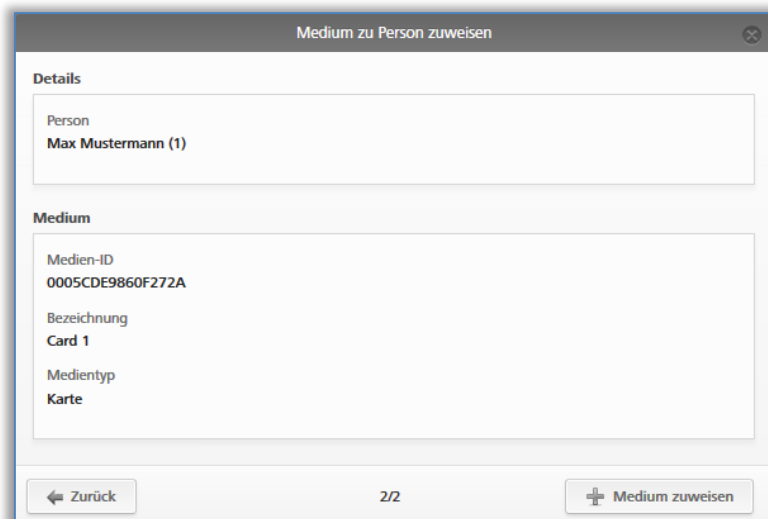 Medium zu Person zuweisen
Details
Person
Max Mustermann (1)
Medium
Medien-ID
0005CDE9860F272A
Bezeichnung
Card 1
Medientyp
Karte
Zurück
2/2
Medium zuweisen